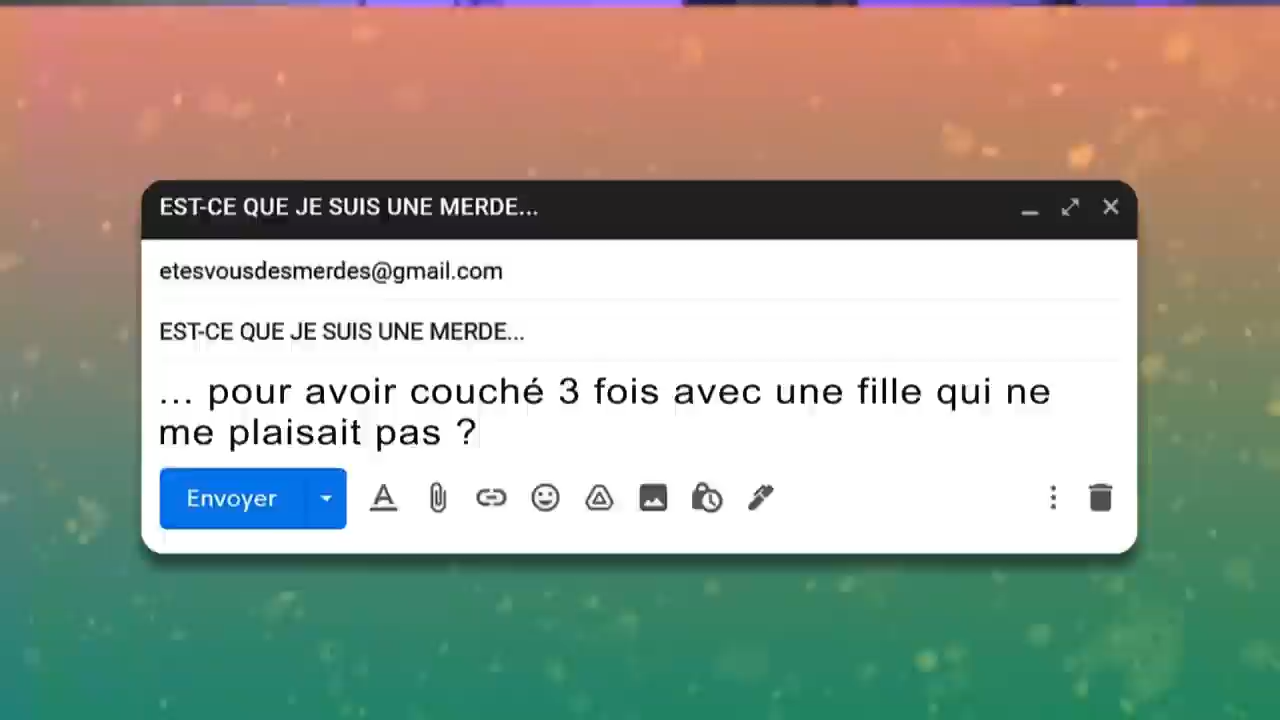 EST-CE QUE JE SUIS UNE MERDE...
etesvousdesmerdes@gmail.com
EST-CE QUE JE SUIS UNE MERDE...
... pour avoir couché 3 fois avec une fille qui ne
me plaisait pas ?
Envoyer